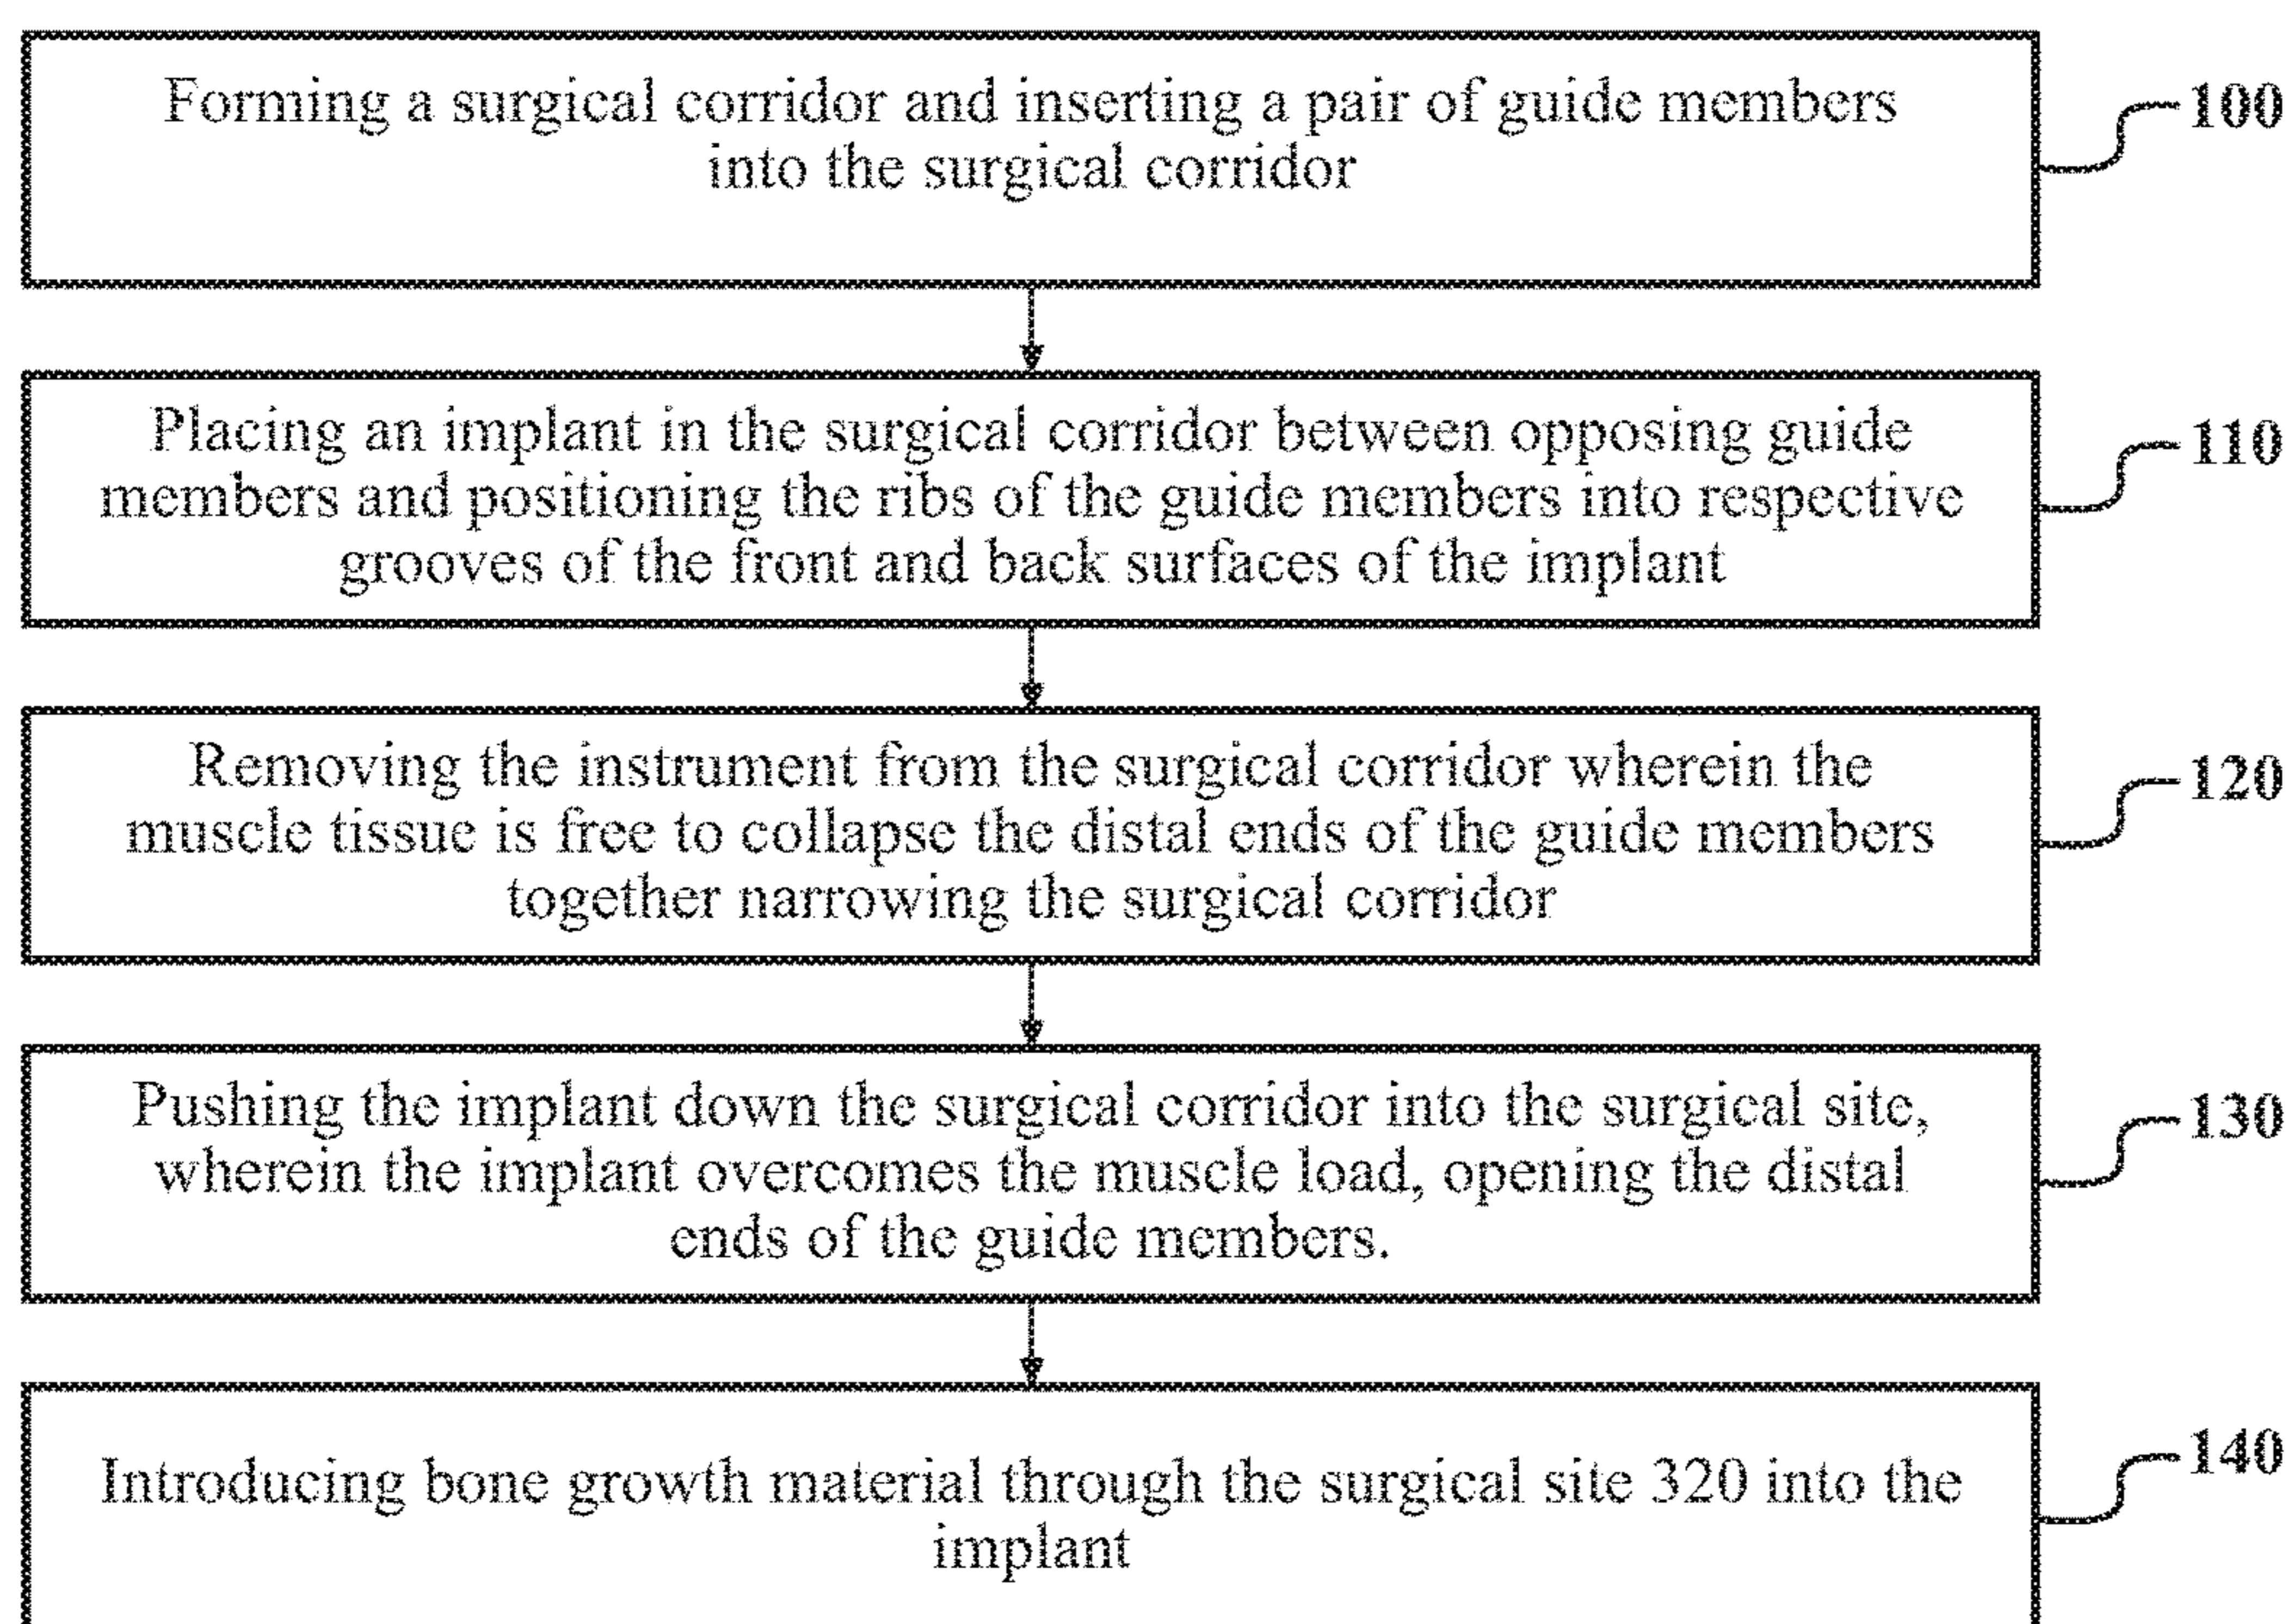 Forming a surgical corridor and inserting a pair of guide members
into the surgical corridor
100
Placing an implant in the surgical corridor between opposing guide
members and positioning the ribs of the guide members into respective
grooves of the front and back surfaces of the implant
110
Removing the instrument from the surgical corridor wherein the
muscle tissue is free to collapse the distal ends of the guide members
together narrowing the surgical corridor
120
Pushing the implant down the surgical corridor into the surgical site,
wherein the implant overcomes the muscle load, opening the distal
ends of the guide members.
130
Introducing bone growth material through the surgical site 320 into the
implant
140